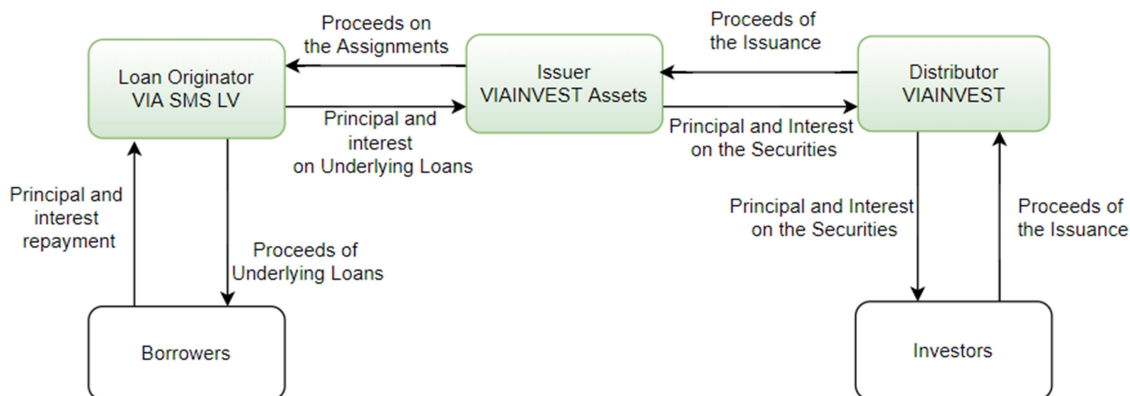 Proceeds on
the Assignments
Proceeds of
the Issuance
Loan Originator
VIA SMS LV
Issuer
VIAINVEST Assets
Distributor
VIAINVEST
Principal and
interest
on Underlying Loans
Principal and Interest
on the Securities
Principal and
interest
repayment
Proceeds of
Underlying Loans
Principal and Interest
on the Securities
Proceeds of
the Issuance
Borrowers
Investors